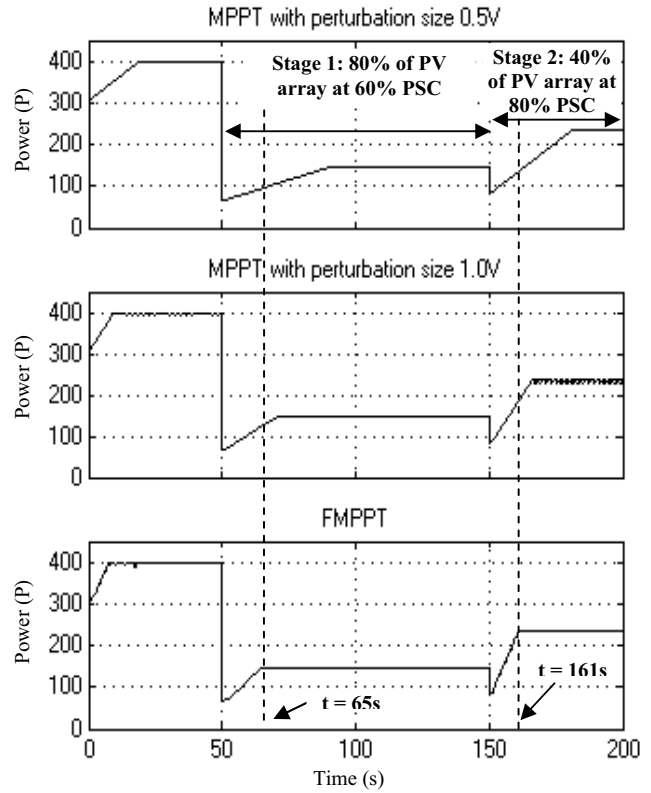 MPPT with perturbation size 0.5V
Power (P)
400
300
200
100
0
Stage 1: 80% of PV
array at 60% PSC
Stage 2: 40%
of PV array at
80% PSC
MPPT with perturbation size 1.0V
Power (P)
400
300
200
100
0
FMPPT
Power (P)
400
300
200
100
0
t = 65s
t = 161s
0 50 100 150 200
Time (s)